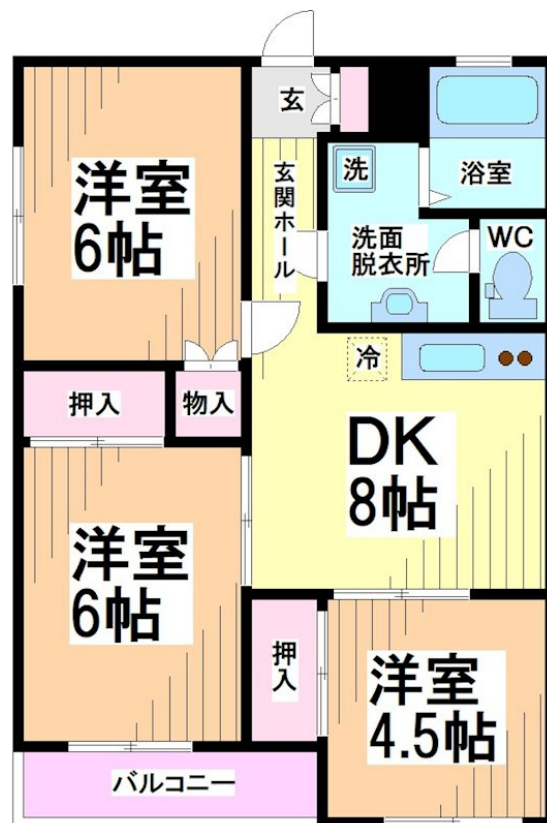 玄
洋室
6帖
玄関ホール
洗
浴室
洗面
脱衣所
WC
冷
押入
物入
DK
8帖
洋室
6帖
押入
洋室
4.5帖
バルコニー